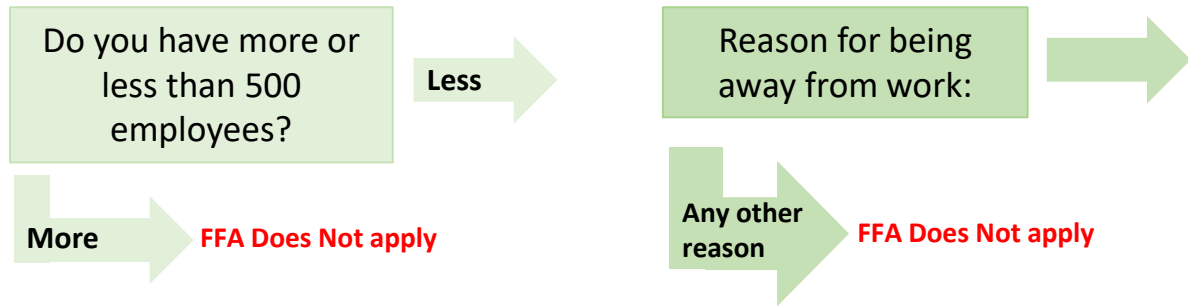 Do you have more or
less than 500
employees?
Less
More
FFA Does Not apply
Reason for being
away from work:
Any other
reason
FFA Does Not apply